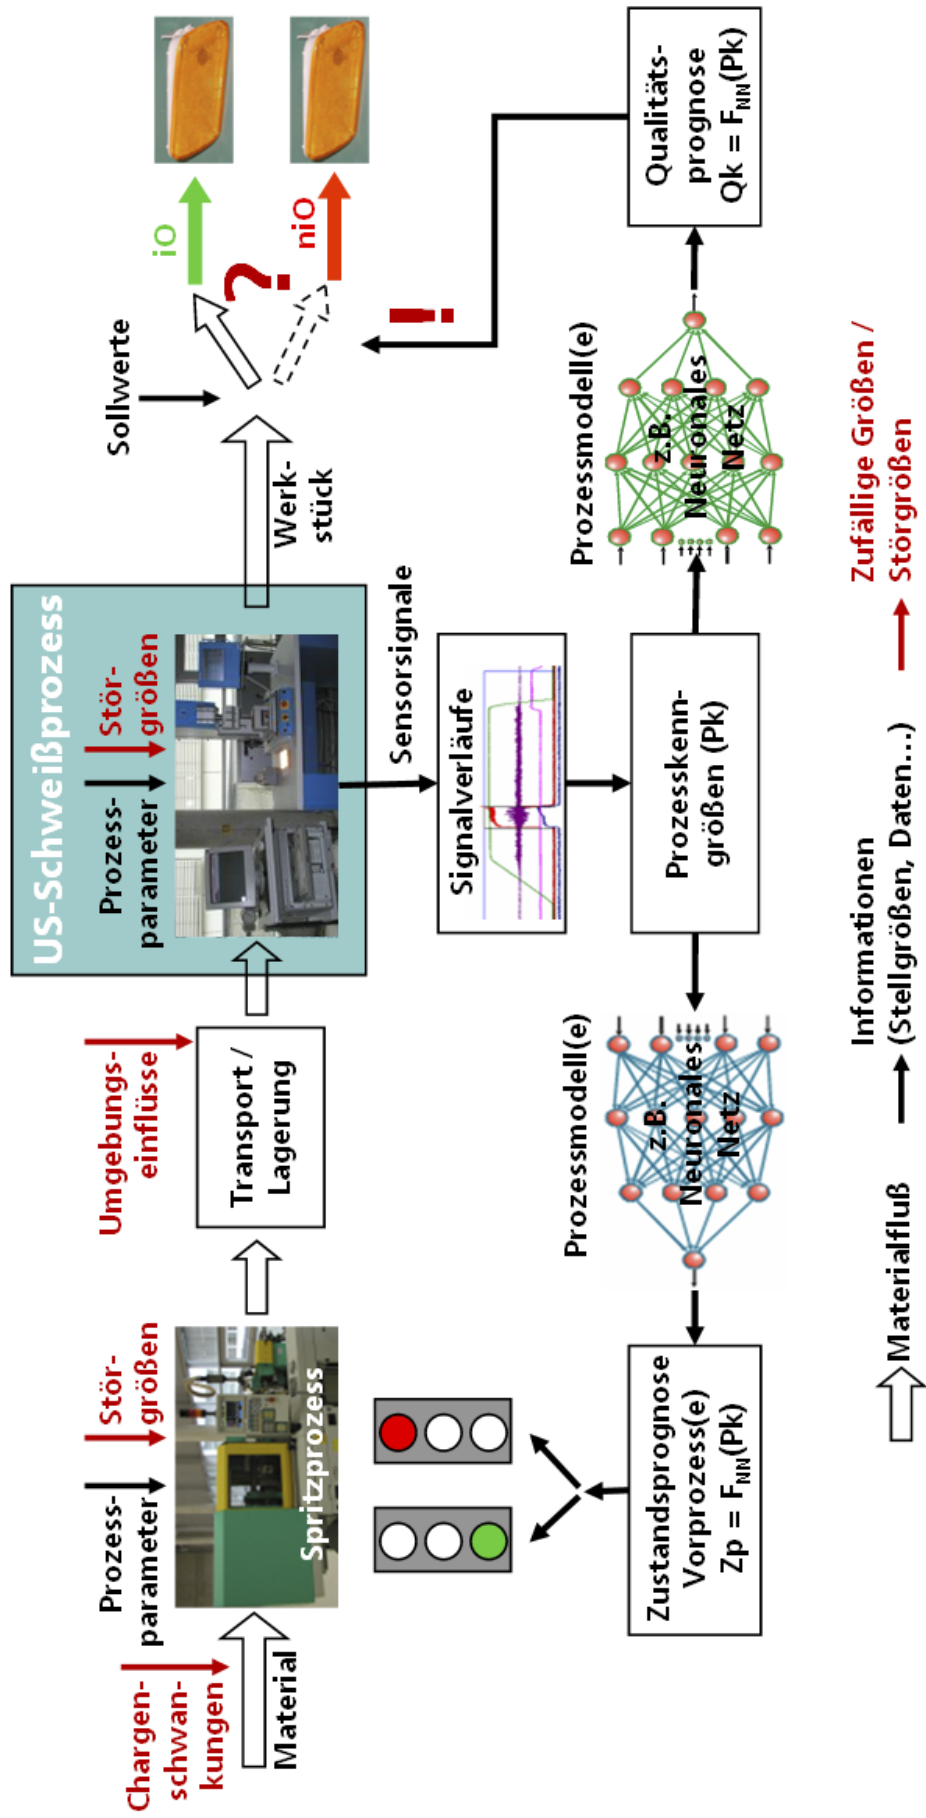 Chargen-
schwan-
kungen
Material
Prozess-
parameter
Stör-
größen
Spritzprozess
Umgebungs-
einflüsse
Transport /
Lagerung
US-Schweißprozess
Prozess-
parameter
Stör-
größen
Werk-
stück
Sollwerte
iO
?
niO
!
Sensorsignale
Signalverläufe
Prozesskenn-
größen (Pk)
Prozessmodell(e)
z.B.
Neuronales
Netz
Zustandsprognose
Vorprozess(e)
Zp = FNN(Pk)
Prozessmodell(e)
z.B.
Neuronales
Netz
Qualitäts-
prognose
Qk = FNN(Pk)
Materialfluß
Informationen
(Stellgrößen, Daten...)
Zufällige Größen /
Störgrößen